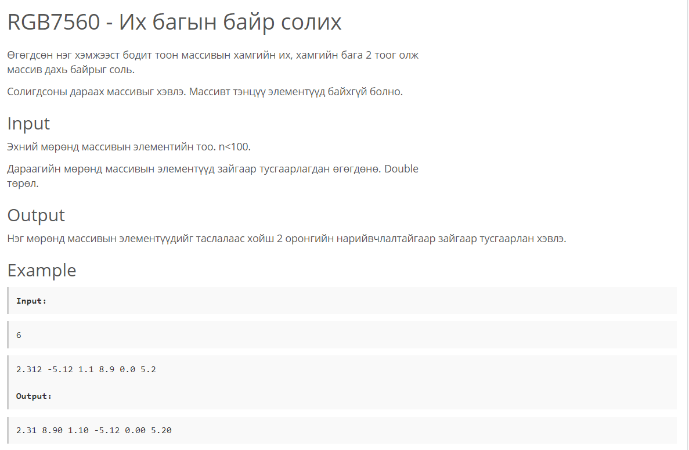 RGB7560 - Их багын байр солих
Өгөгдсөн нэг хэмжээст бодит тоон массивын хамгийн их, хамгийн бага 2 тоог олж
массив дахь байрыг соль.
Солигдсоны дараах массивыг хэвлэ. Массивт тэнцүү элементүүд байхгүй болно.
Input
Эхний мөрөнд массивын элементийн тоо. n<100.
Дараагийн мөрөнд массивын элементүүд зайгаар тусгаарлагдан өгөгдөнө. Double
төрөл.
Output
Нэг мөрөнд массивын элементүүдийг таслалаас хойш 2 оронгийн нарийвчлалтайгаар зайгаар тусгаарлан хэвлэ.
Example
Input:
6
2.312 -5.12 1.1 8.9 0.0 5.2
Output:
2.31 8.90 1.10 -5.12 0.00 5.20